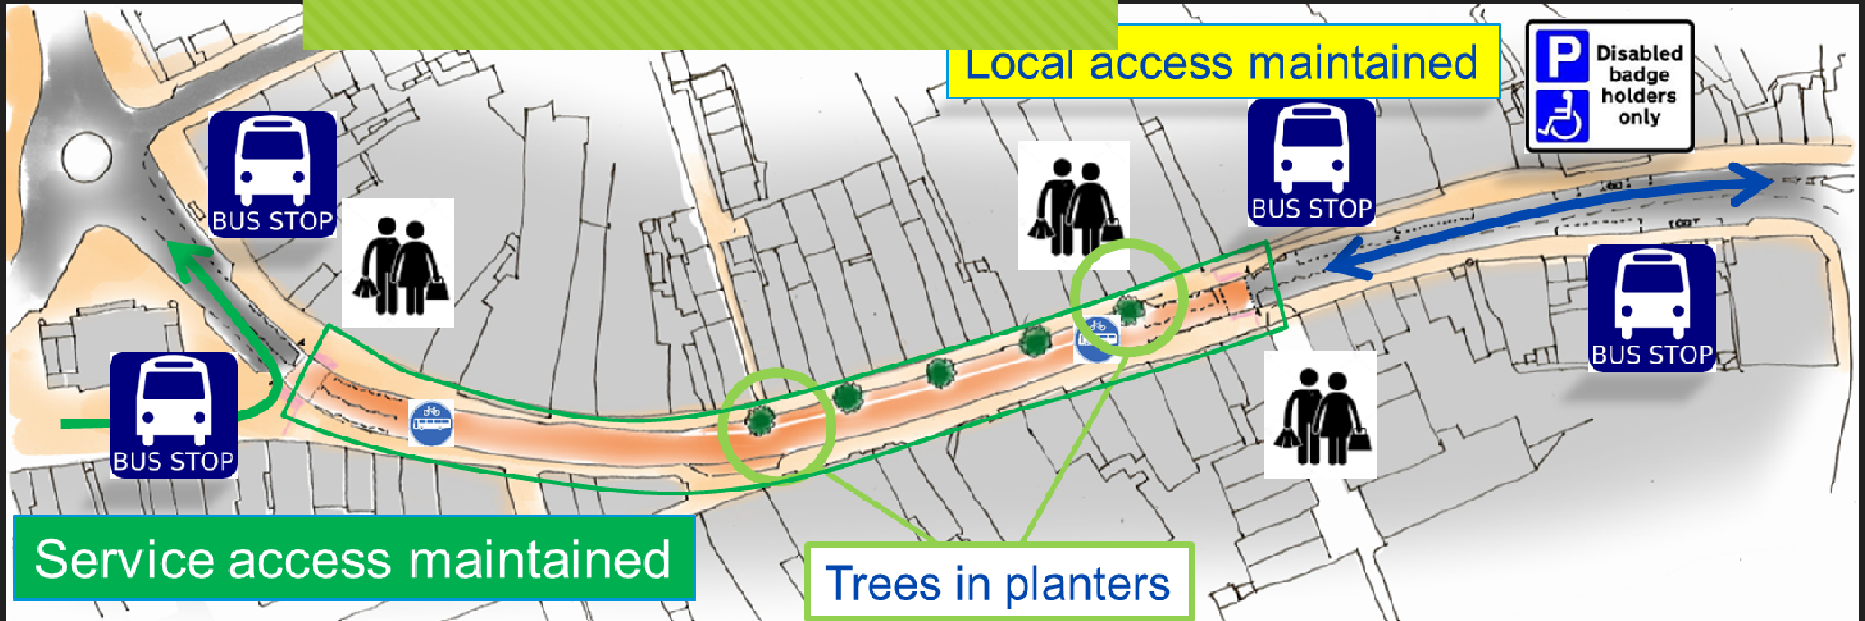 Local access maintained
P
Disabled
badge
holders
only
BUS STOP
BUS STOP
BUS STOP
BUS STOP
Service access maintained
Trees in planters